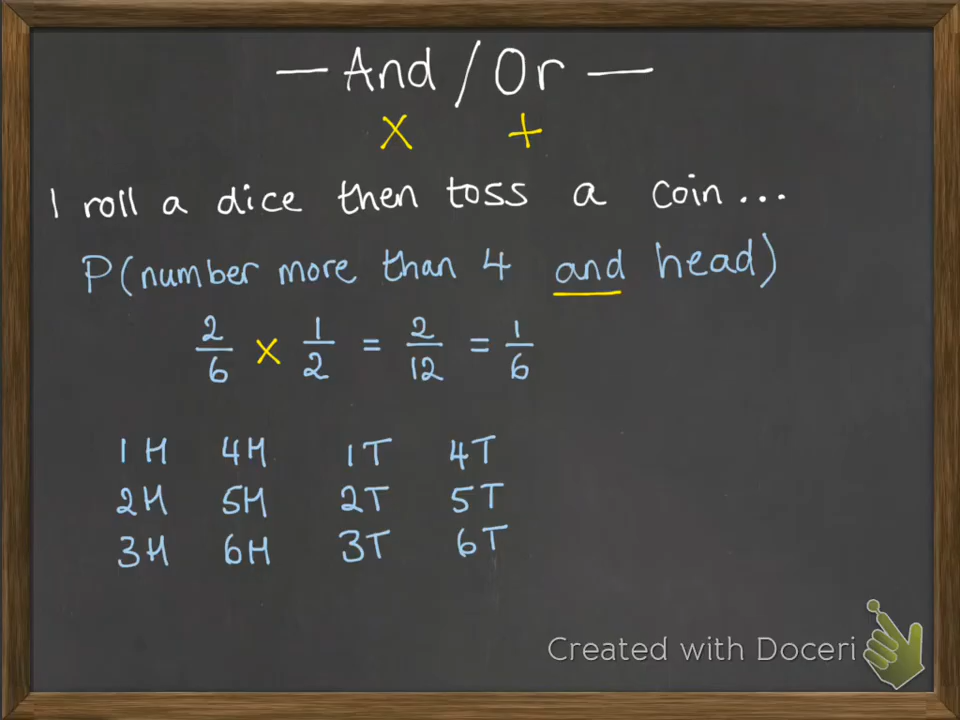 — And / Or —
× +
I roll a dice then toss a coin...
P(number more than 4 and head)
2/6 × 1/2 = 2/12 = 1/6
1H 4H 1T 4T
2H 5H 2T 5T
3H 6H 3T 6T
Created with Doceri